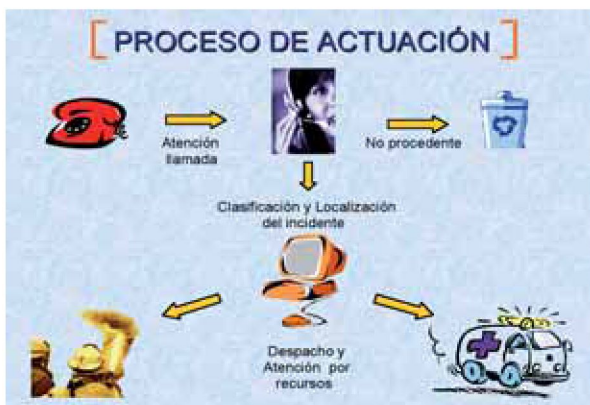 PROCESO DE ACTUACIÓN
Atención
llamada
No procedente
Clasificación y Localización
del incidente
Despacho y
Atención por
recursos